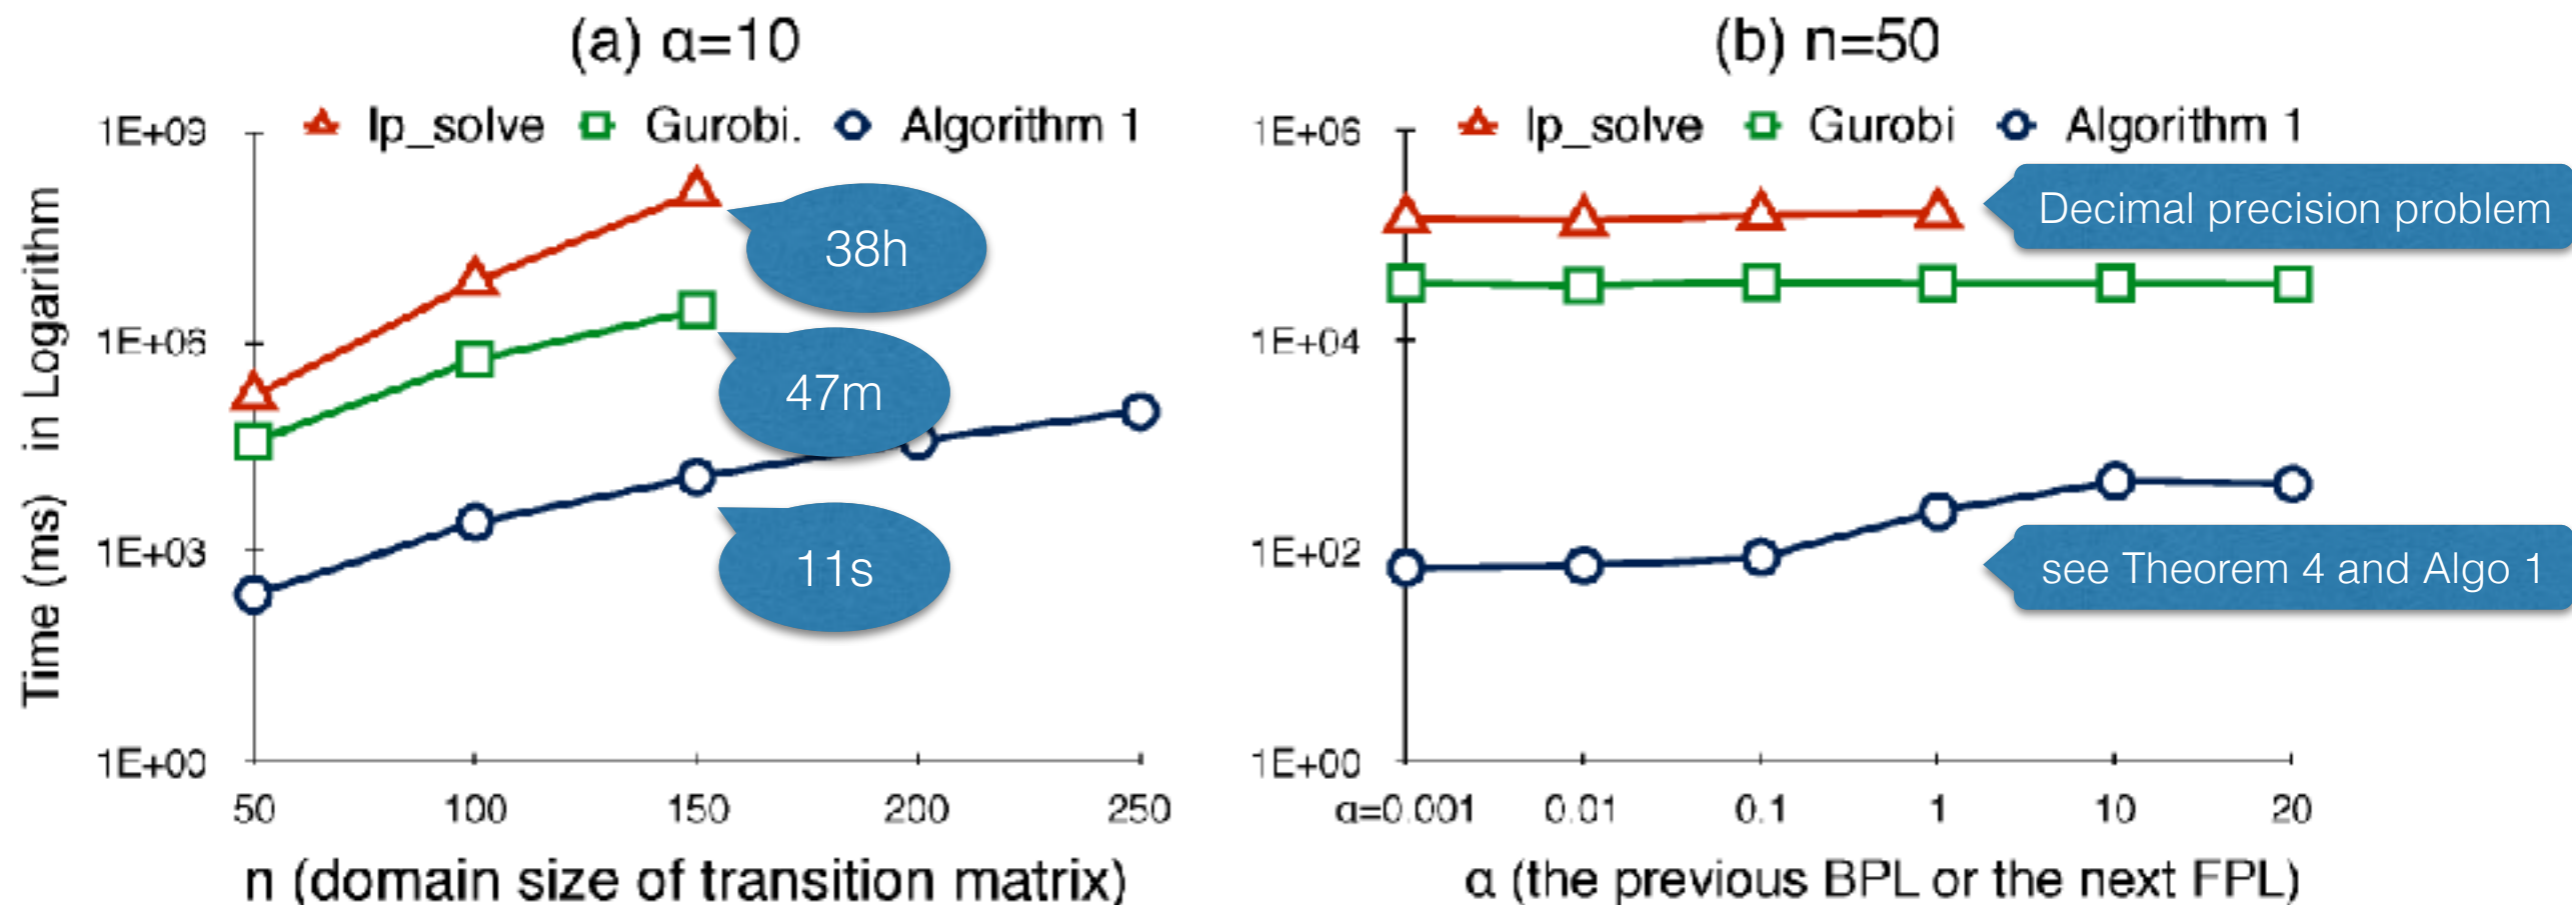 (a) α=10
lp_solve Gurobi. Algorithm 1
1E+09
1E+06
1E+03
1E+00
Time (ms) in Logarithm
38h
47m
11s
50 100 150 200 250
n (domain size of transition matrix)
(b) n=50
lp_solve Gurobi Algorithm 1
1E+06
1E+04
1E+02
1E+00
Decimal precision problem
see Theorem 4 and Algo 1
α=0.001 0.01 0.1 1 10 20
α (the previous BPL or the next FPL)